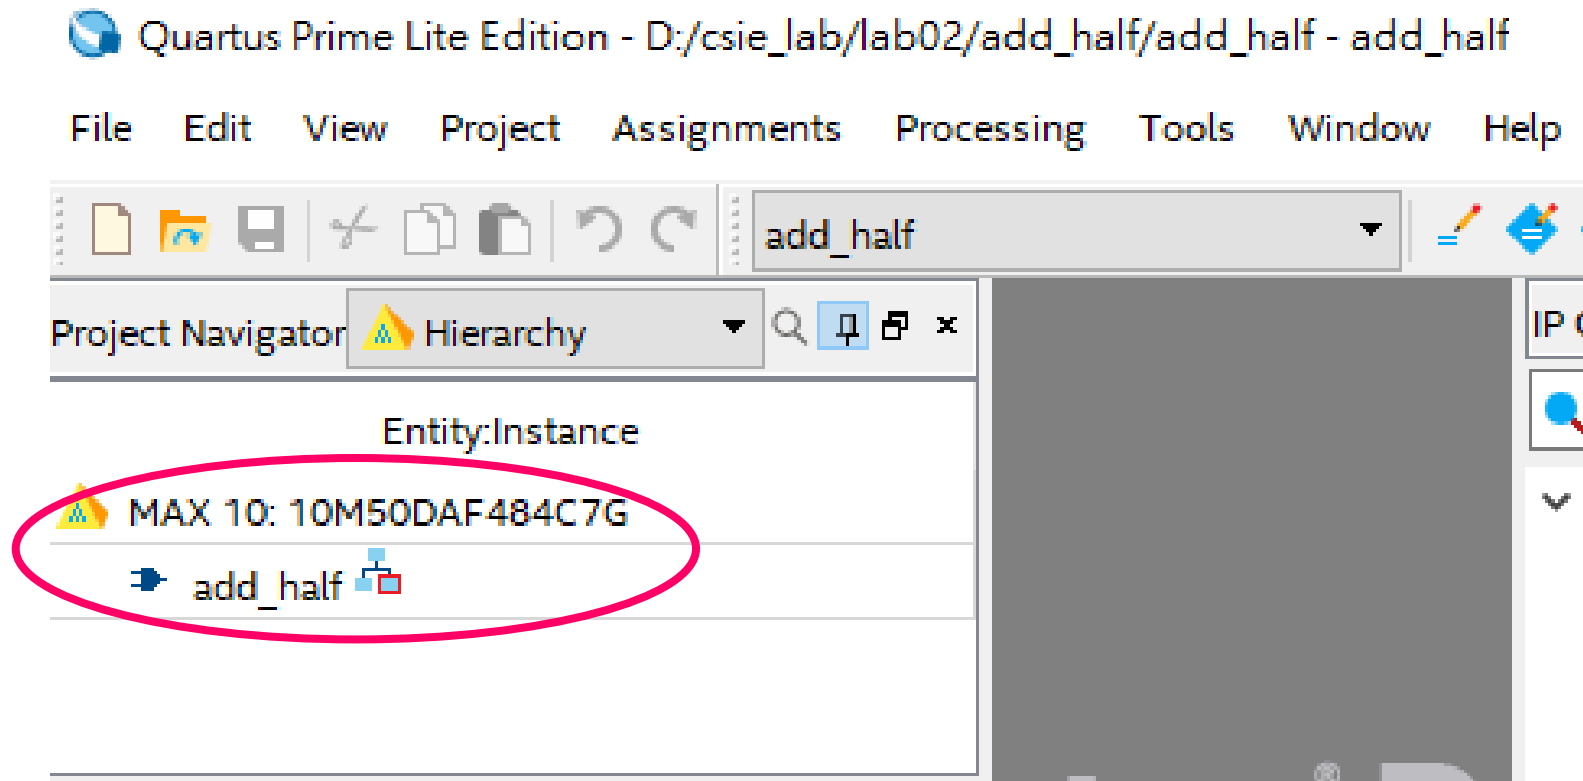 Quartus Prime Lite Edition - D:/csie_lab/lab02/add_half/add_half - add_half
File Edit View Project Assignments Processing Tools Window Help
add_half
Project Navigator Hierarchy
IP
Entity:Instance
MAX 10: 10M50DAF484C7G
add_half
®